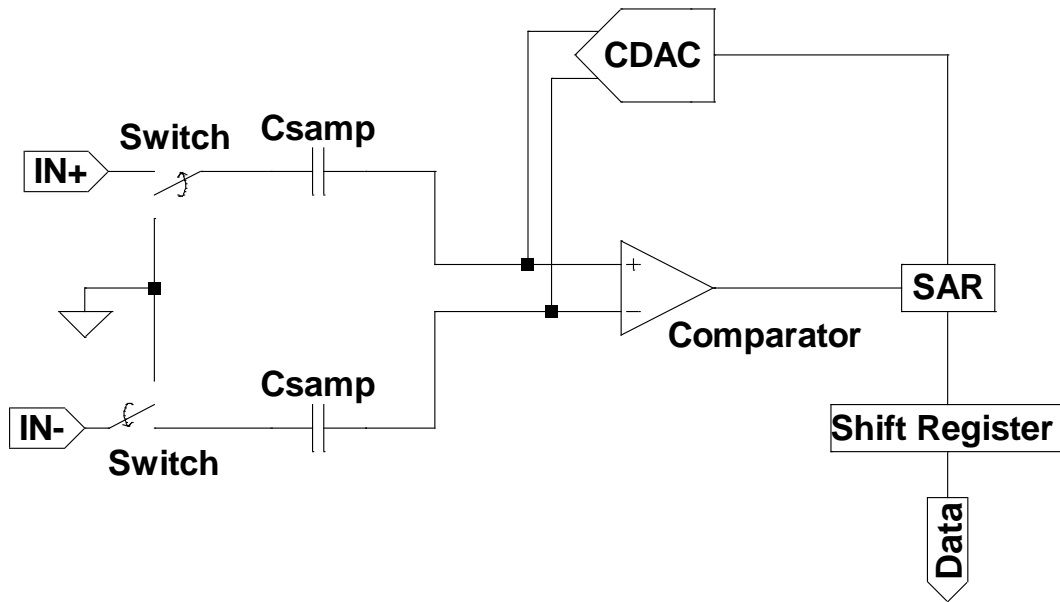 CDAC
Switch
Csamp
IN+
+
SAR
−
Comparator
Csamp
IN-
Shift Register
Switch
Data